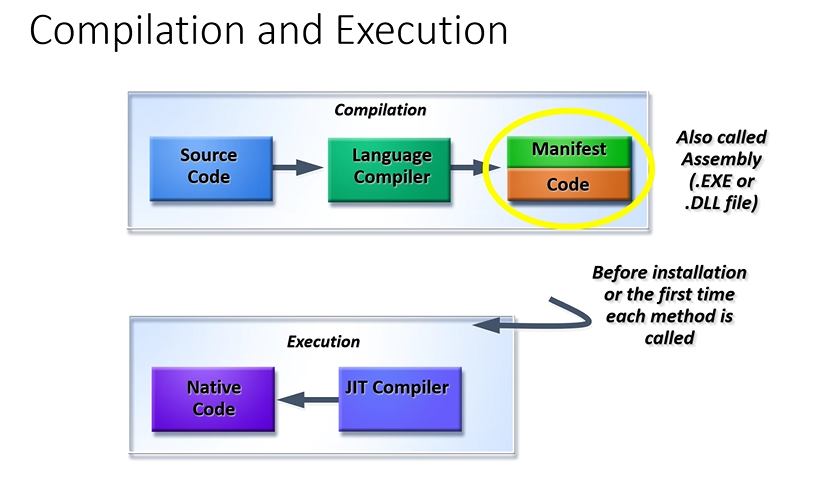 Compilation and Execution
Compilation
Source
Code
Language
Compiler
Manifest
Code
Also called
Assembly
(.EXE or
.DLL file)
Before installation
or the first time
each method is
called
Execution
Native
Code
JIT Compiler